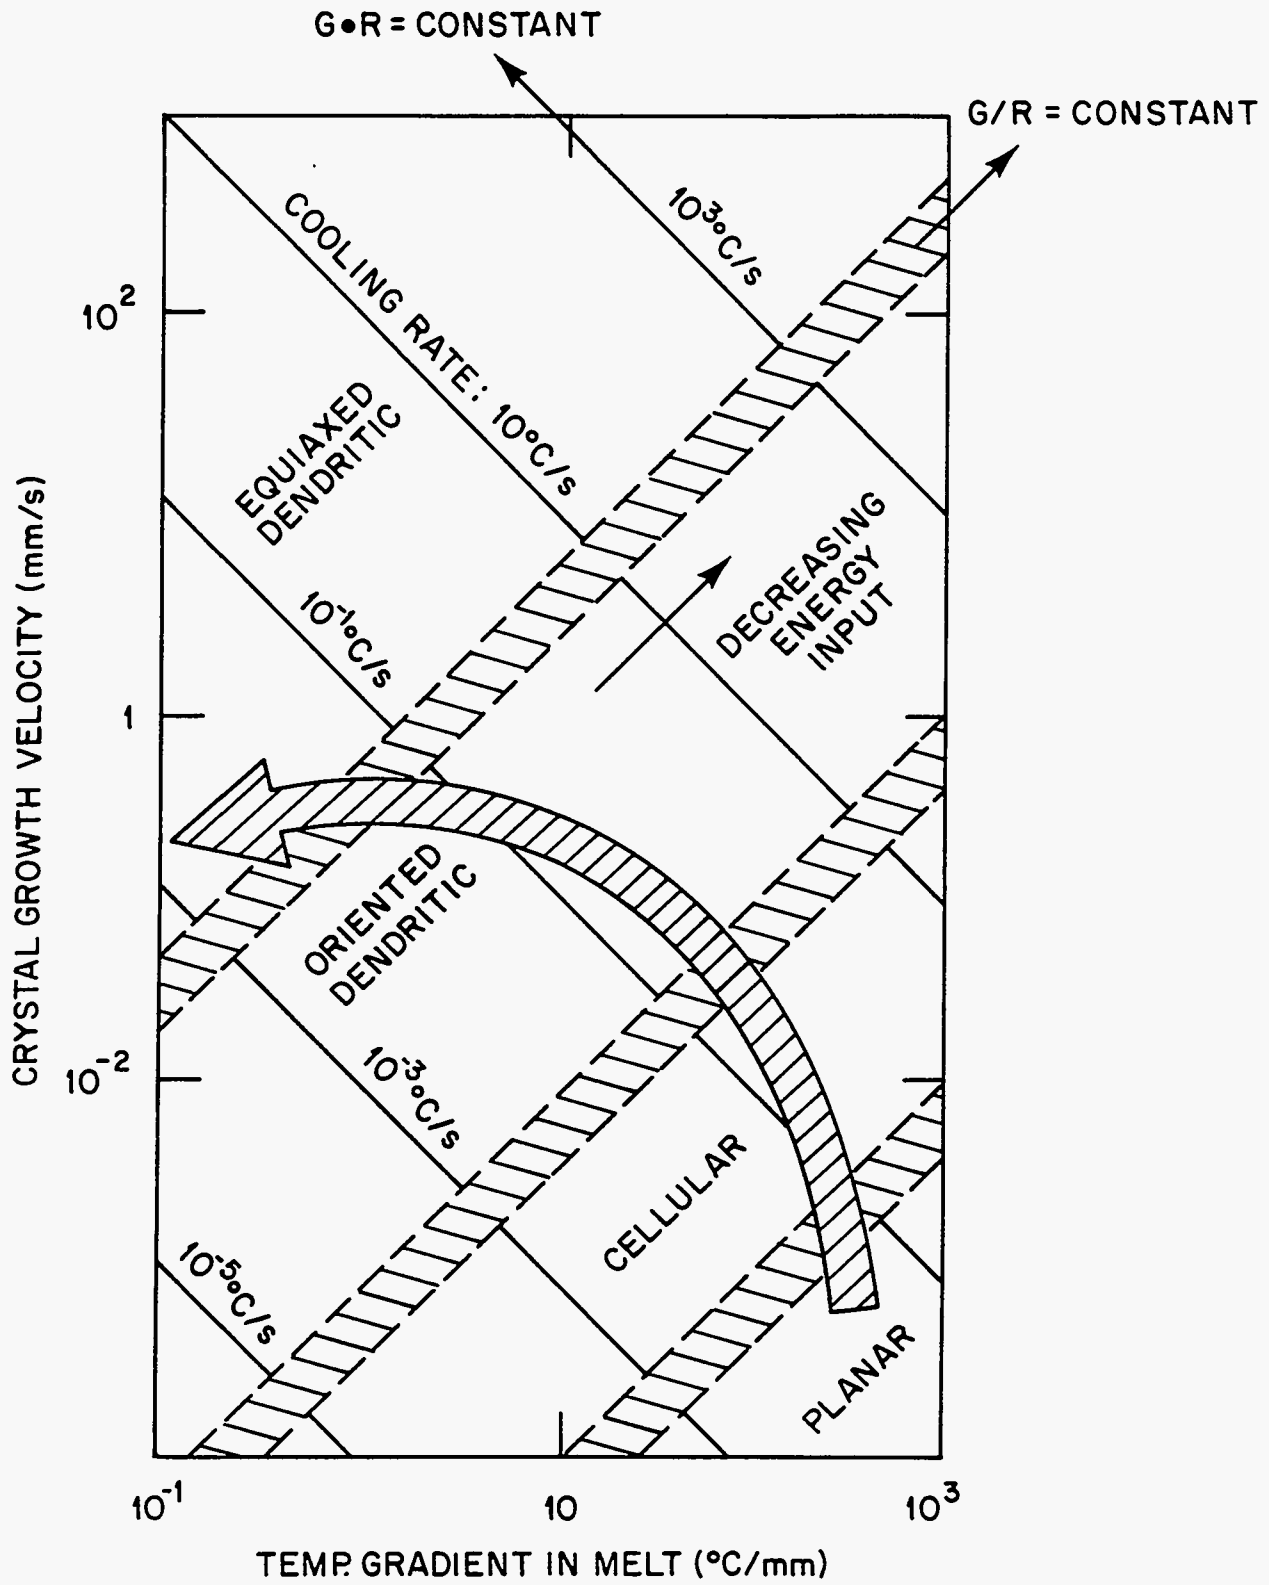 G•R = CONSTANT
G/R = CONSTANT
10³°C/s
COOLING RATE: 10°C/s
10²
EQUIAXED
DENDRITIC
DECREASING
ENERGY
INPUT
10⁻¹°C/s
1
CRYSTAL GROWTH VELOCITY (mm/s)
ORIENTED
DENDRITIC
10⁻²
10⁻³°C/s
CELLULAR
10⁻⁵°C/s
PLANAR
10⁻¹
10
10³
TEMP. GRADIENT IN MELT (°C/mm)